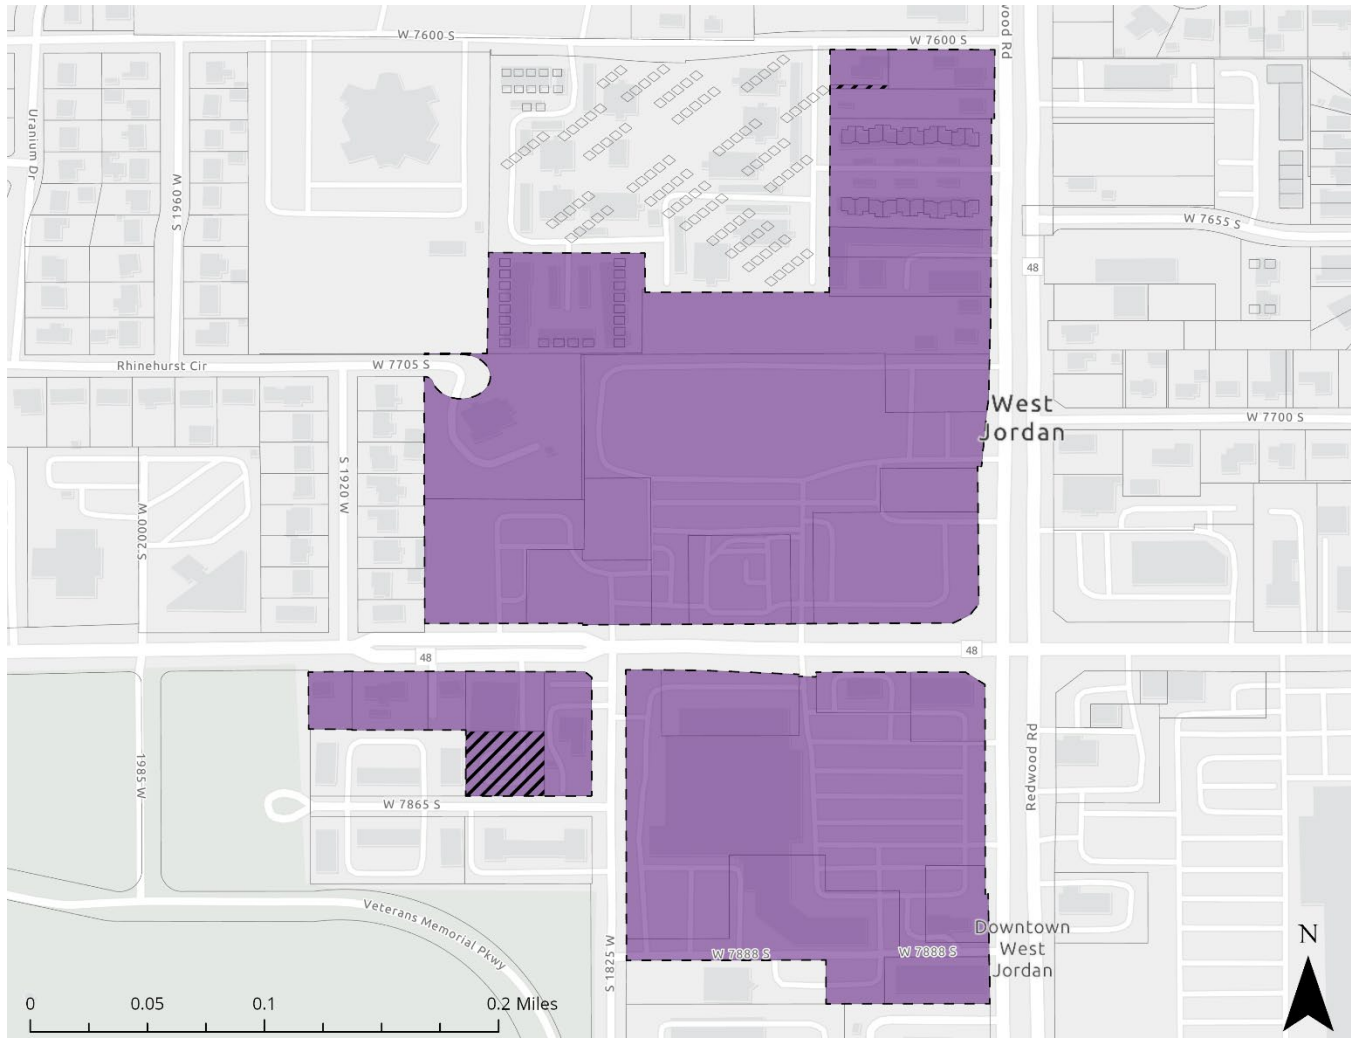 W 7600 S
W 7600 S
wood Rd
Uranium Dr
S 1960 W
W 7655 S
48
Rhinehurst Cir
W 7705 S
West
Jordan
W 7700 S
S 1920 W
S 2000 W
48
48
1985 W
Redwood Rd
W 7865 S
Veterans Memorial Pkwy
S 1825 W
W 7888 S
W 7888 S
Downtown
West
Jordan
N
0 0.05 0.1 0.2 Miles